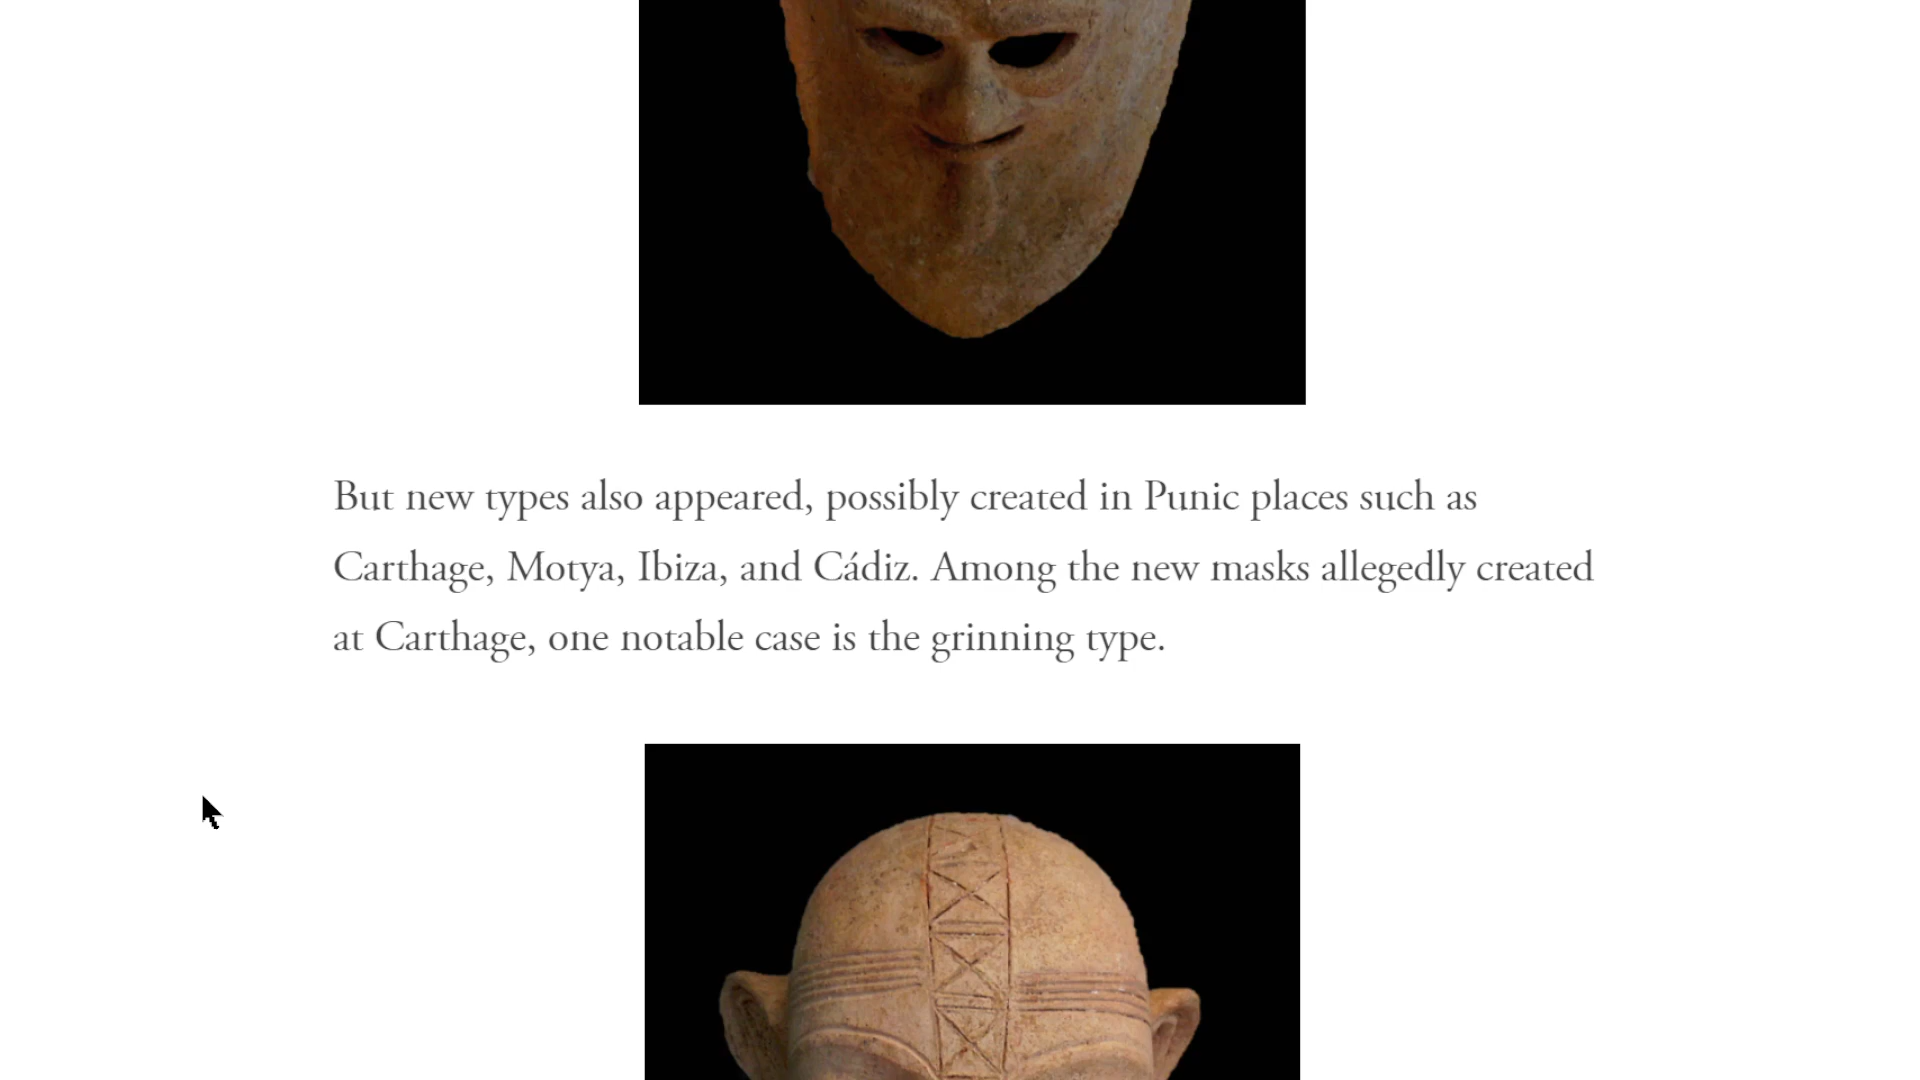 But new types also appeared, possibly created in Punic places such as
Carthage, Motya, Ibiza, and Cádiz. Among the new masks allegedly created
at Carthage, one notable case is the grinning type.